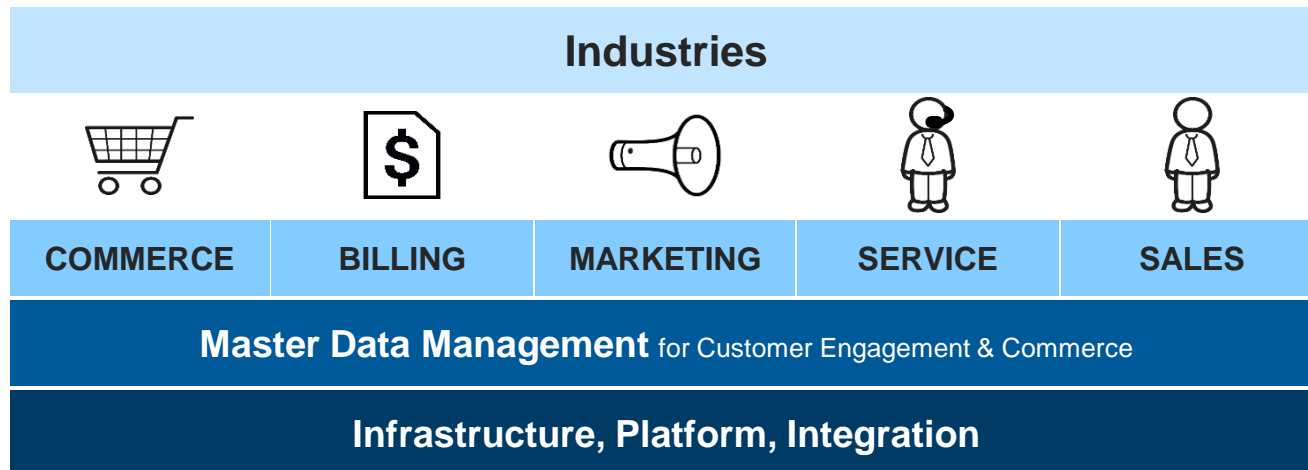 Industries
$
COMMERCE BILLING MARKETING SERVICE SALES
Master Data Management for Customer Engagement & Commerce
Infrastructure, Platform, Integration